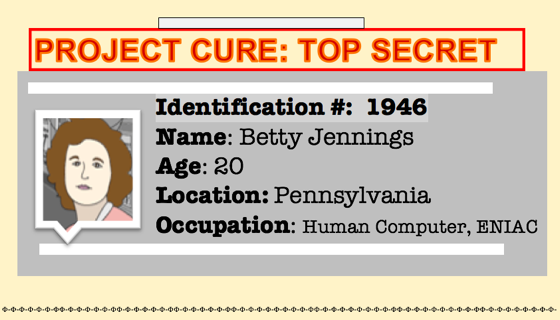 PROJECT CURE: TOP SECRET
Identification #: 1946
Name: Betty Jennings
Age: 20
Location: Pennsylvania
Occupation: Human Computer, ENIAC